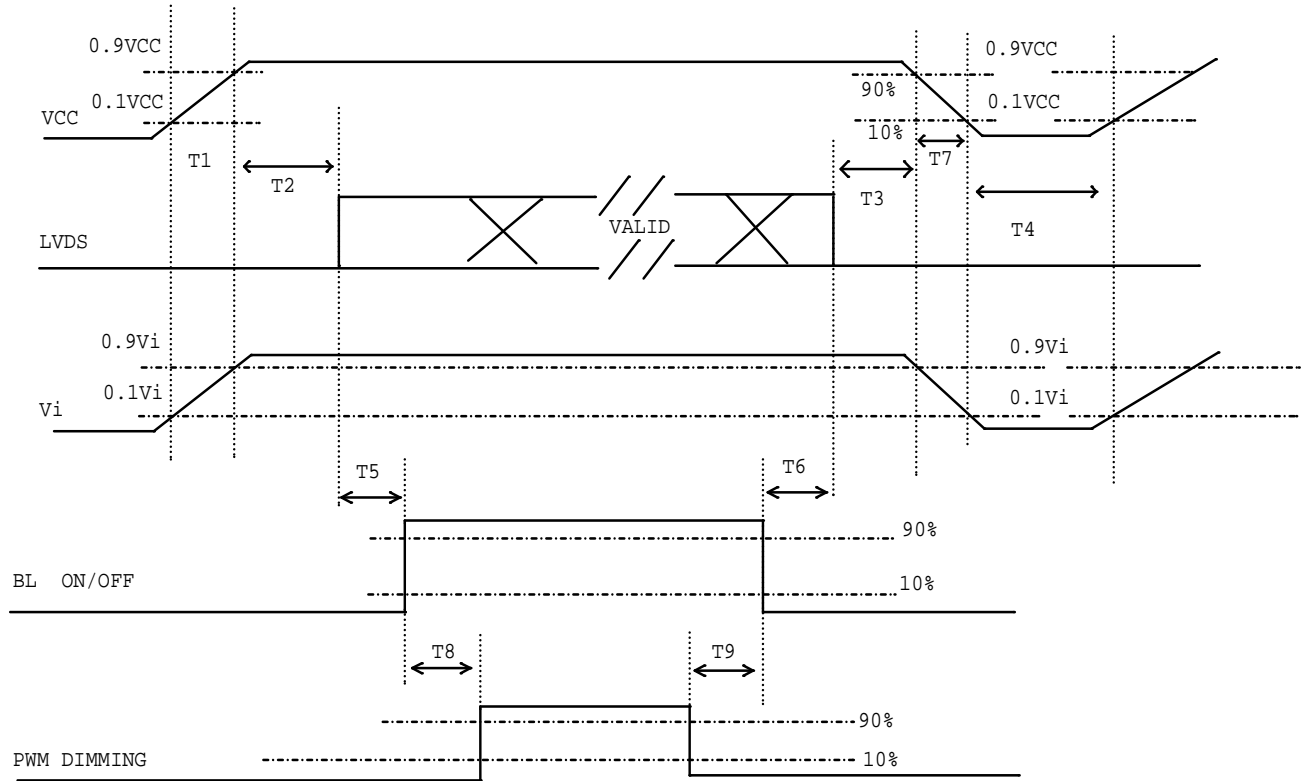 0.9VCC
0.9VCC
90%
0.1VCC
0.1VCC
VCC
10%
T1
T7
T2
T3
VALID
T4
LVDS
0.9Vi
0.9Vi
0.1Vi
0.1Vi
Vi
T5
T6
90%
BL ON/OFF
10%
T8
T9
90%
PWM DIMMING
10%